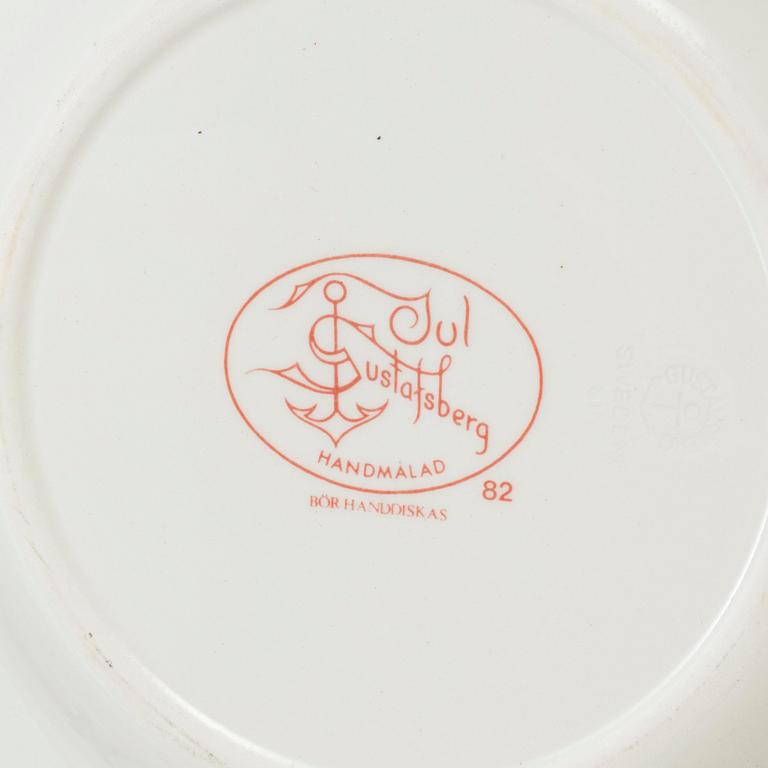 Jul
Gustafsberg
HANDMÅLAD
82
BÖR HANDDISKAS